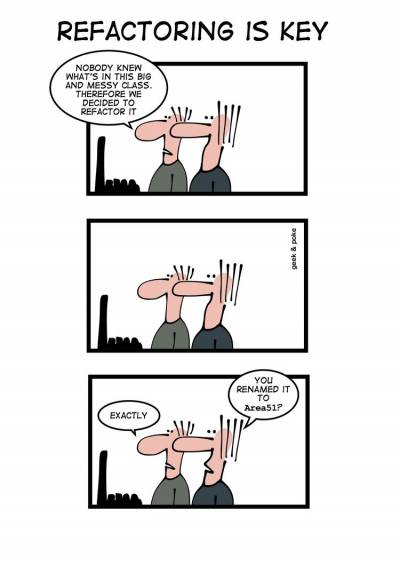 REFACTORING IS KEY
NOBODY KNEW
WHAT'S IN THIS BIG
AND MESSY CLASS.
THEREFORE WE
DECIDED TO
REFACTOR IT
geek & poke
YOU
RENAMED IT
TO
Area51?
EXACTLY